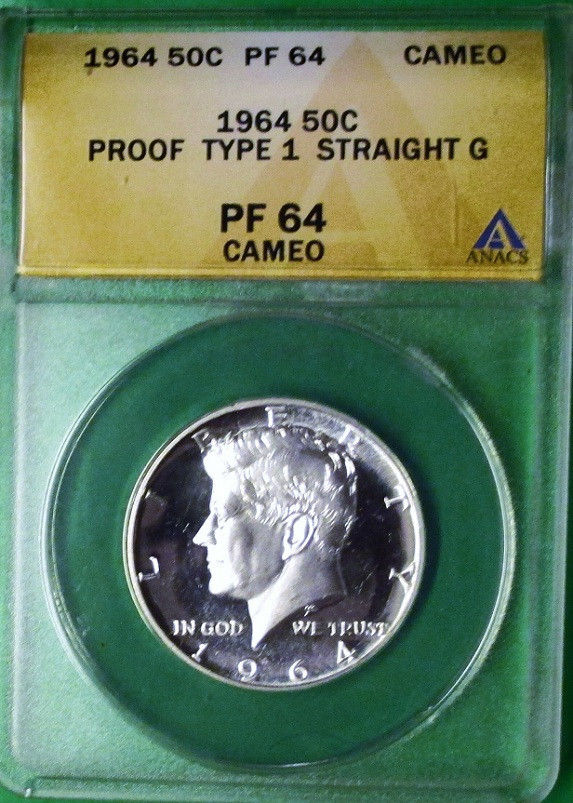 1964 50C PF 64 CAMEO
1964 50C
PROOF TYPE 1 STRAIGHT G
PF 64
CAMEO
ANACS
LIBERTY
IN GOD WE TRUST
1964